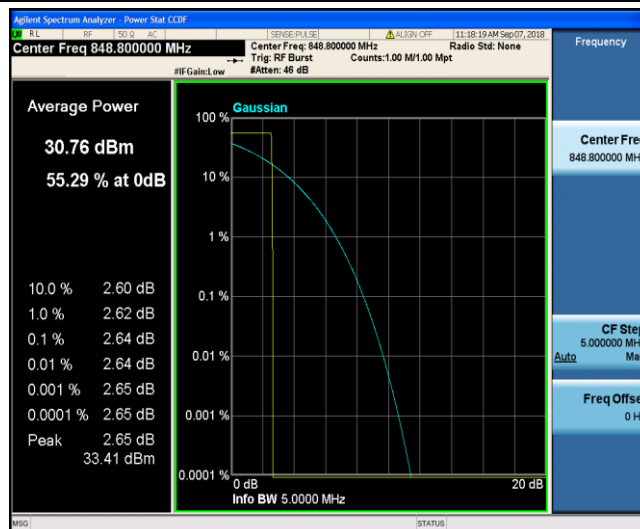 Agilent Spectrum Analyzer - Power Stat CCDF
RL RF 50 Ω AC SENSE:PULSE ALIGN OFF 11:18:19 AM Sep 07, 2018
Center Freq 848.800000 MHz
Center Freq: 848.800000 MHz Radio Std: None
Trig: RF Burst Counts:1.00 M/1.00 Mpt
#IFGain:Low #Atten: 46 dB
Frequency
Average Power
30.76 dBm
55.29 % at 0dB
10.0 % 2.60 dB
1.0 % 2.62 dB
0.1 % 2.64 dB
0.01 % 2.64 dB
0.001 % 2.65 dB
0.0001 % 2.65 dB
Peak 2.65 dB
33.41 dBm
Gaussian
100 %
10 %
1 %
0.1 %
0.01 %
0.001 %
0.0001 %
0 dB 20 dB
Info BW 5.0000 MHz
Center Fre
848.800000 MH
CF Step
5.000000 MH
Auto Ma
Freq Offse
0 H
MSG STATUS